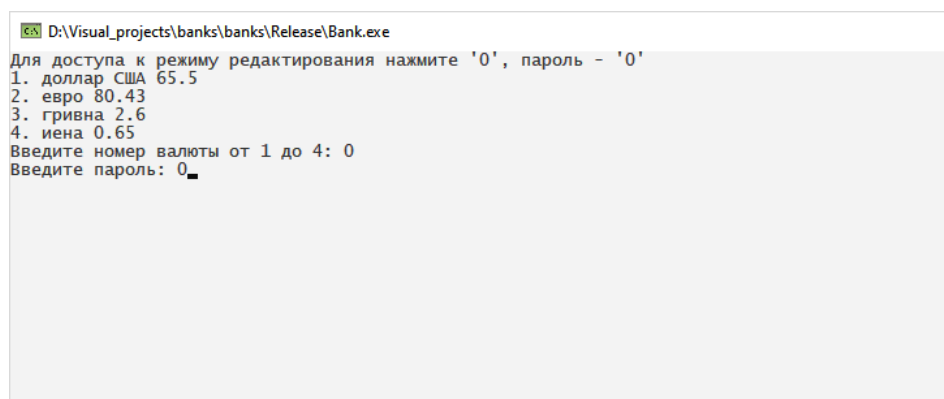 D:\Visual_projects\banks\banks\Release\Bank.exe
Для доступа к режиму редактирования нажмите '0', пароль - '0'
1. доллар США 65.5
2. евро 80.43
3. гривна 2.6
4. иена 0.65
Введите номер валюты от 1 до 4: 0
Введите пароль: 0